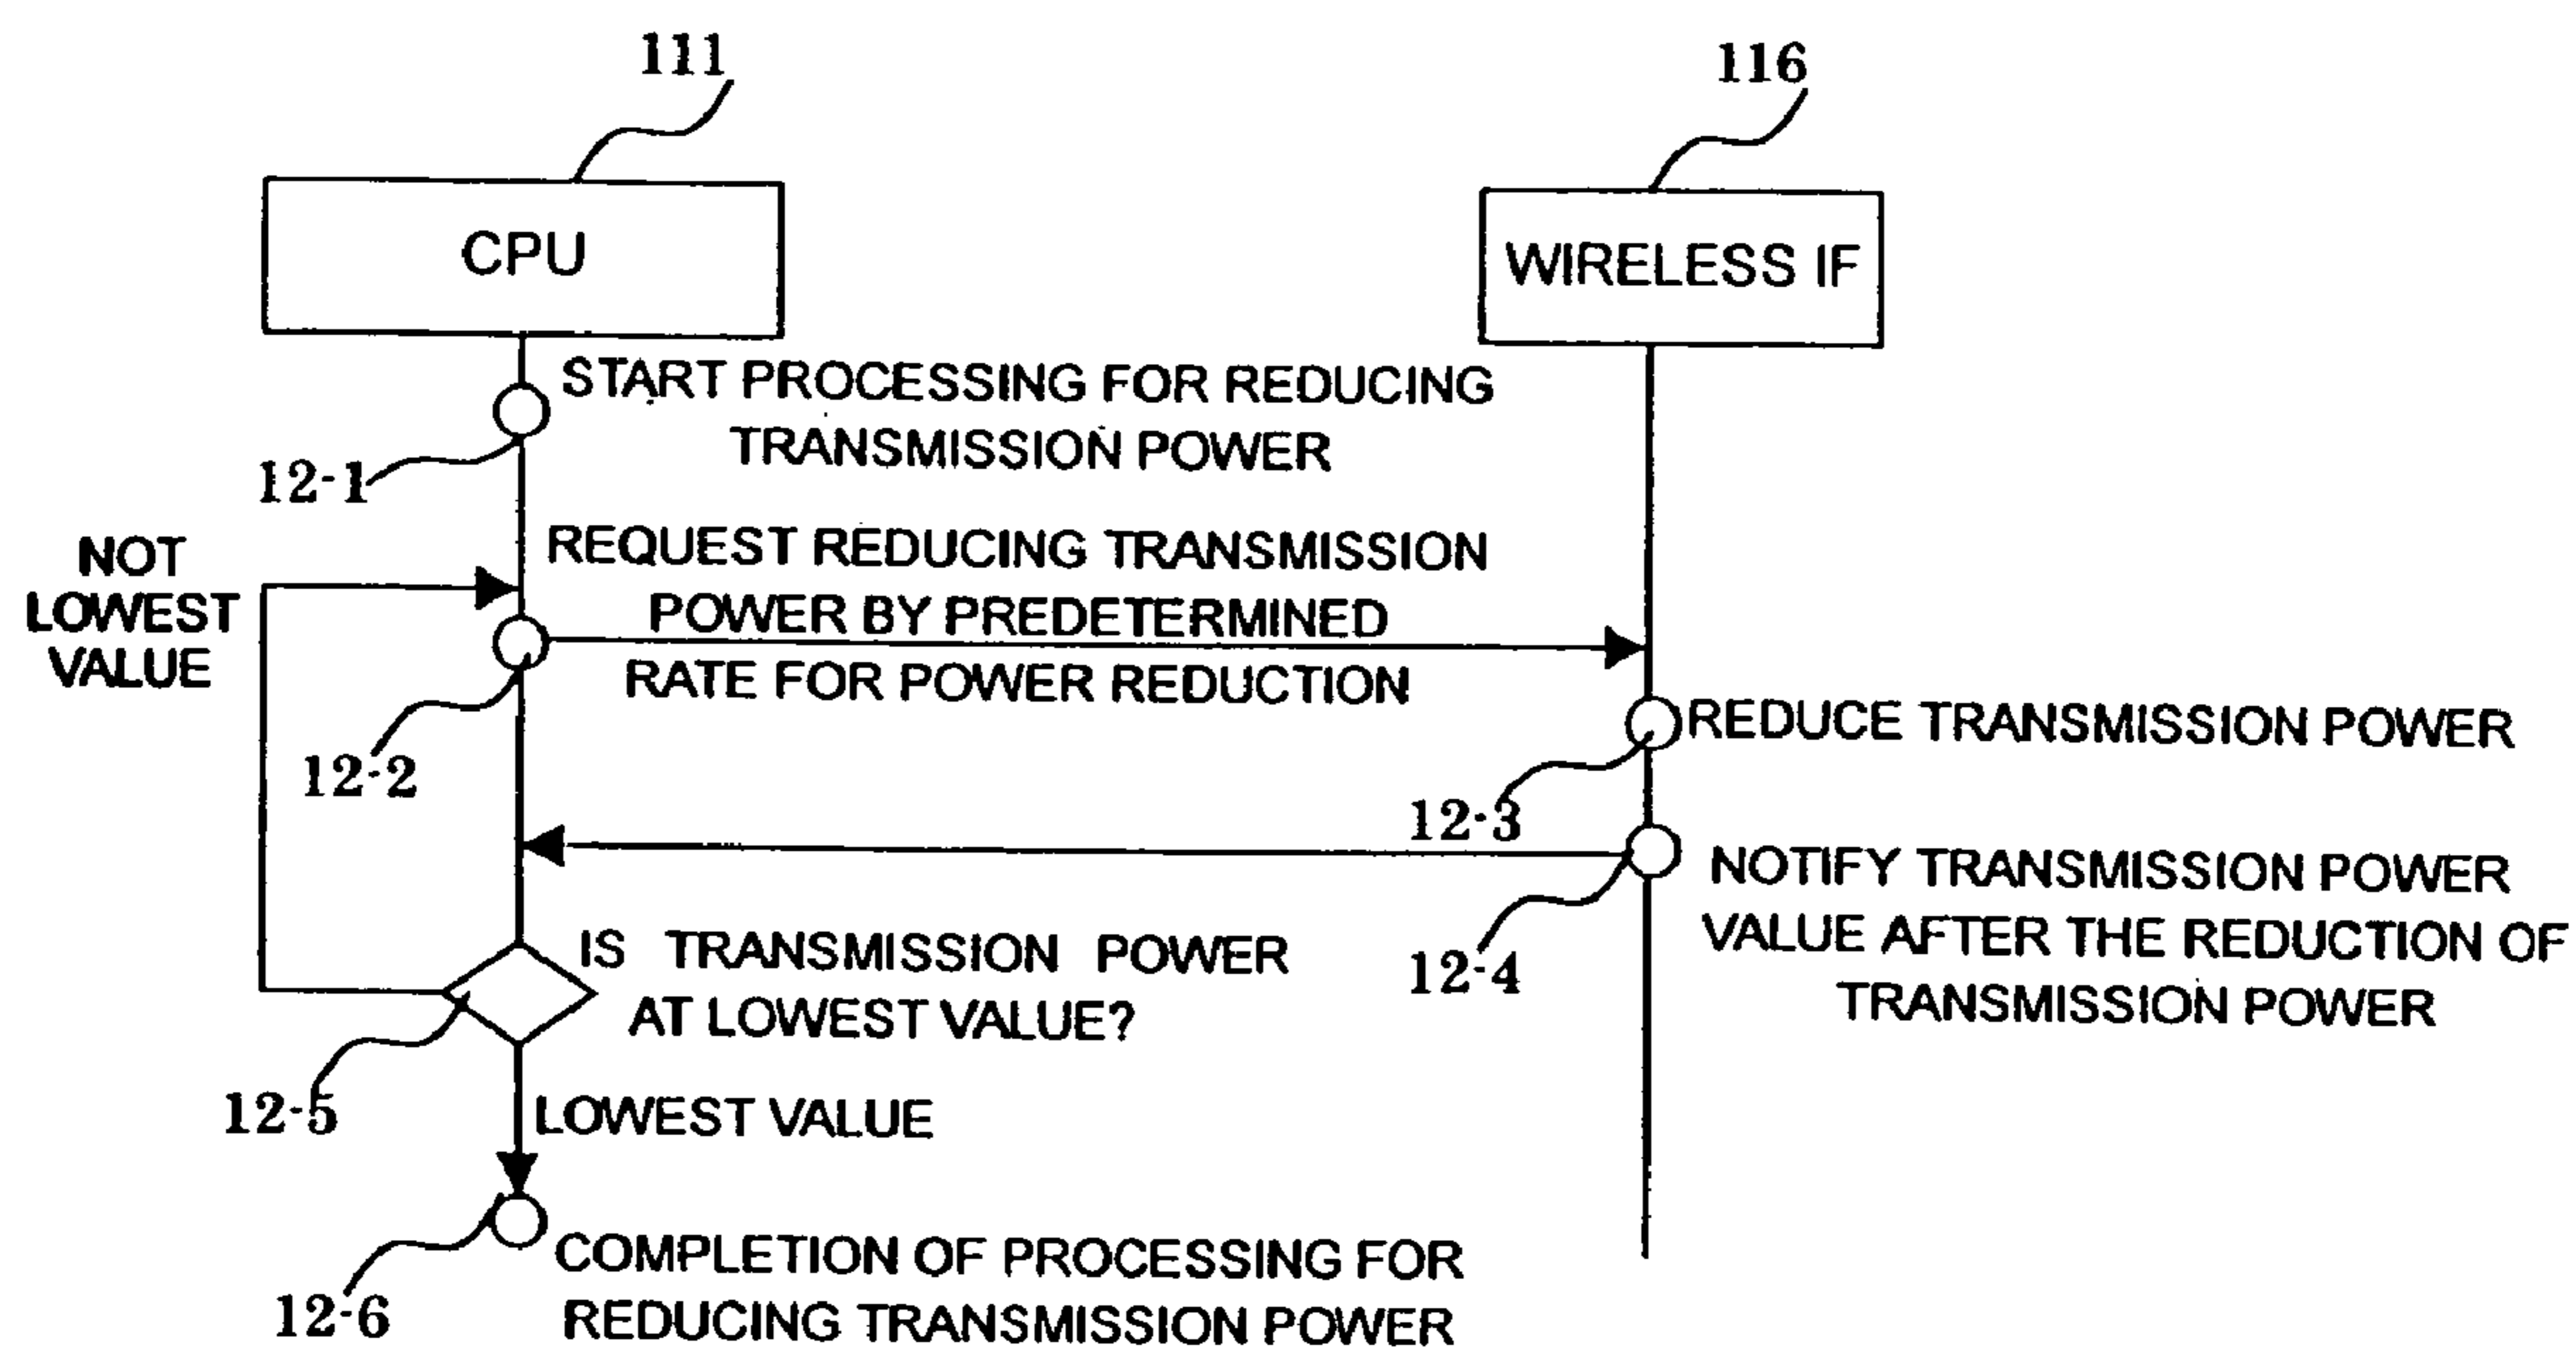 111
116
CPU
WIRELESS IF
START PROCESSING FOR REDUCING
TRANSMISSION POWER
12-1
NOT
LOWEST
VALUE
REQUEST REDUCING TRANSMISSION
POWER BY PREDETERMINED
RATE FOR POWER REDUCTION
12-2
REDUCE TRANSMISSION POWER
12-3
NOTIFY TRANSMISSION POWER
VALUE AFTER THE REDUCTION OF
TRANSMISSION POWER
12-4
IS TRANSMISSION POWER
AT LOWEST VALUE?
12-5
LOWEST VALUE
12-6
COMPLETION OF PROCESSING FOR
REDUCING TRANSMISSION POWER